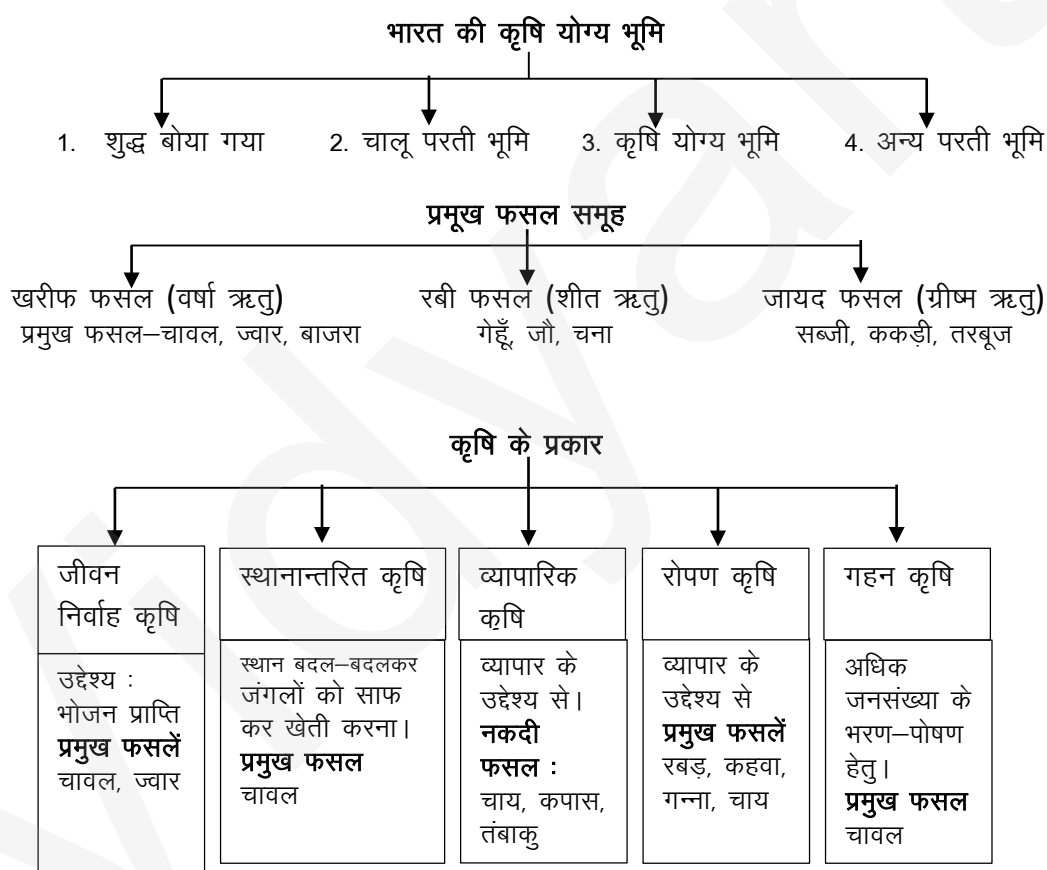 भारत की कृषि योग्य भूमि
1. शुद्ध बोया गया 2. चालू परती भूमि 3. कृषि योग्य भूमि 4. अन्य परती भूमि
प्रमूख फसल समूह
खरीफ फसल (वर्षा ऋतु) रबी फसल (शीत ऋतु) जायद फसल (ग्रीष्म ऋतु)
प्रमुख फसल–चावल, ज्वार, बाजरा गेहूँ, जौ, चना सब्जी, ककड़ी, तरबूज
कृषि के प्रकार
जीवन
निर्वाह कृषि
उद्देश्य :
भोजन प्राप्ति
प्रमुख फसलें
चावल, ज्वार
स्थानान्तरित कृषि
स्थान बदल–बदलकर
जंगलों को साफ
कर खेती करना।
प्रमुख फसल
चावल
व्यापारिक
कृषि
व्यापार के
उद्देश्य से।
नकदी
फसल :
चाय, कपास,
तंबाकु
रोपण कृषि
व्यापार के
उद्देश्य से
प्रमुख फसलें
रबड़, कहवा,
गन्ना, चाय
गहन कृषि
अधिक
जनसंख्या के
भरण–पोषण
हेतु।
प्रमुख फसल
चावल